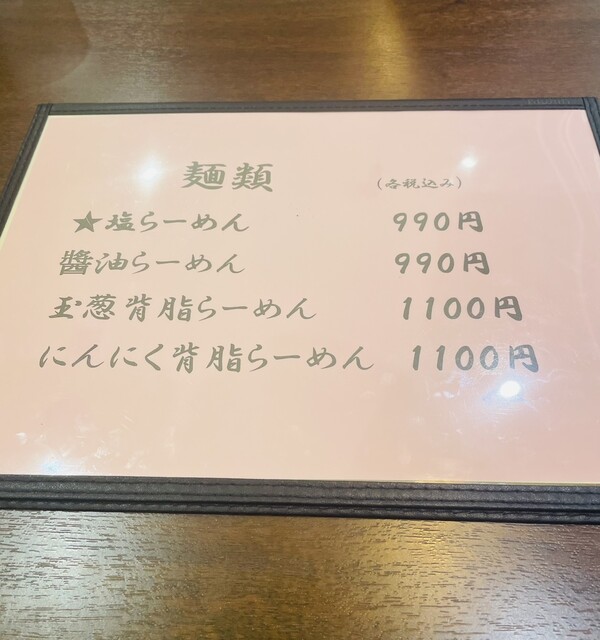 麺類 (各税込み)
★塩らーめん 990円
醬油らーめん 990円
玉葱背脂らーめん 1100円
にんにく背脂らーめん 1100円